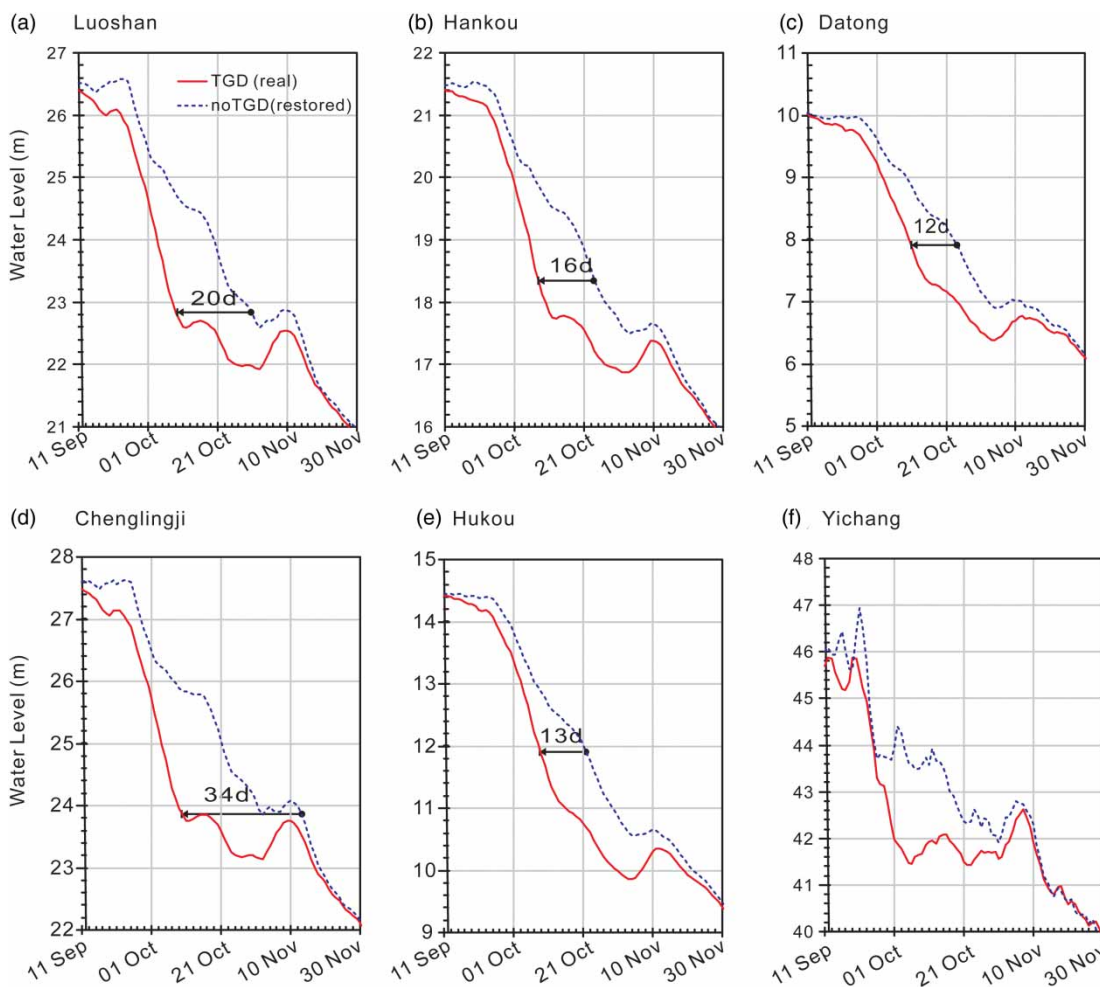 (a) Luoshan
Water Level (m)
27
26
25
24
23
22
21
TGD (real)
noTGD(restored)
20d
11 Sep
01 Oct
21 Oct
10 Nov
30 Nov
(b) Hankou
22
21
20
19
18
17
16
16d
11 Sep
01 Oct
21 Oct
10 Nov
30 Nov
(c) Datong
11
10
9
8
7
6
5
12d
11 Sep
01 Oct
21 Oct
10 Nov
30 Nov
(d) Chenglingji
Water Level (m)
28
27
26
25
24
23
22
34d
11 Sep
01 Oct
21 Oct
10 Nov
30 Nov
(e) Hukou
15
14
13
12
11
10
9
13d
11 Sep
01 Oct
21 Oct
10 Nov
30 Nov
(f) Yichang
48
47
46
45
44
43
42
41
40
11 Sep
01 Oct
21 Oct
10 Nov
30 Nov